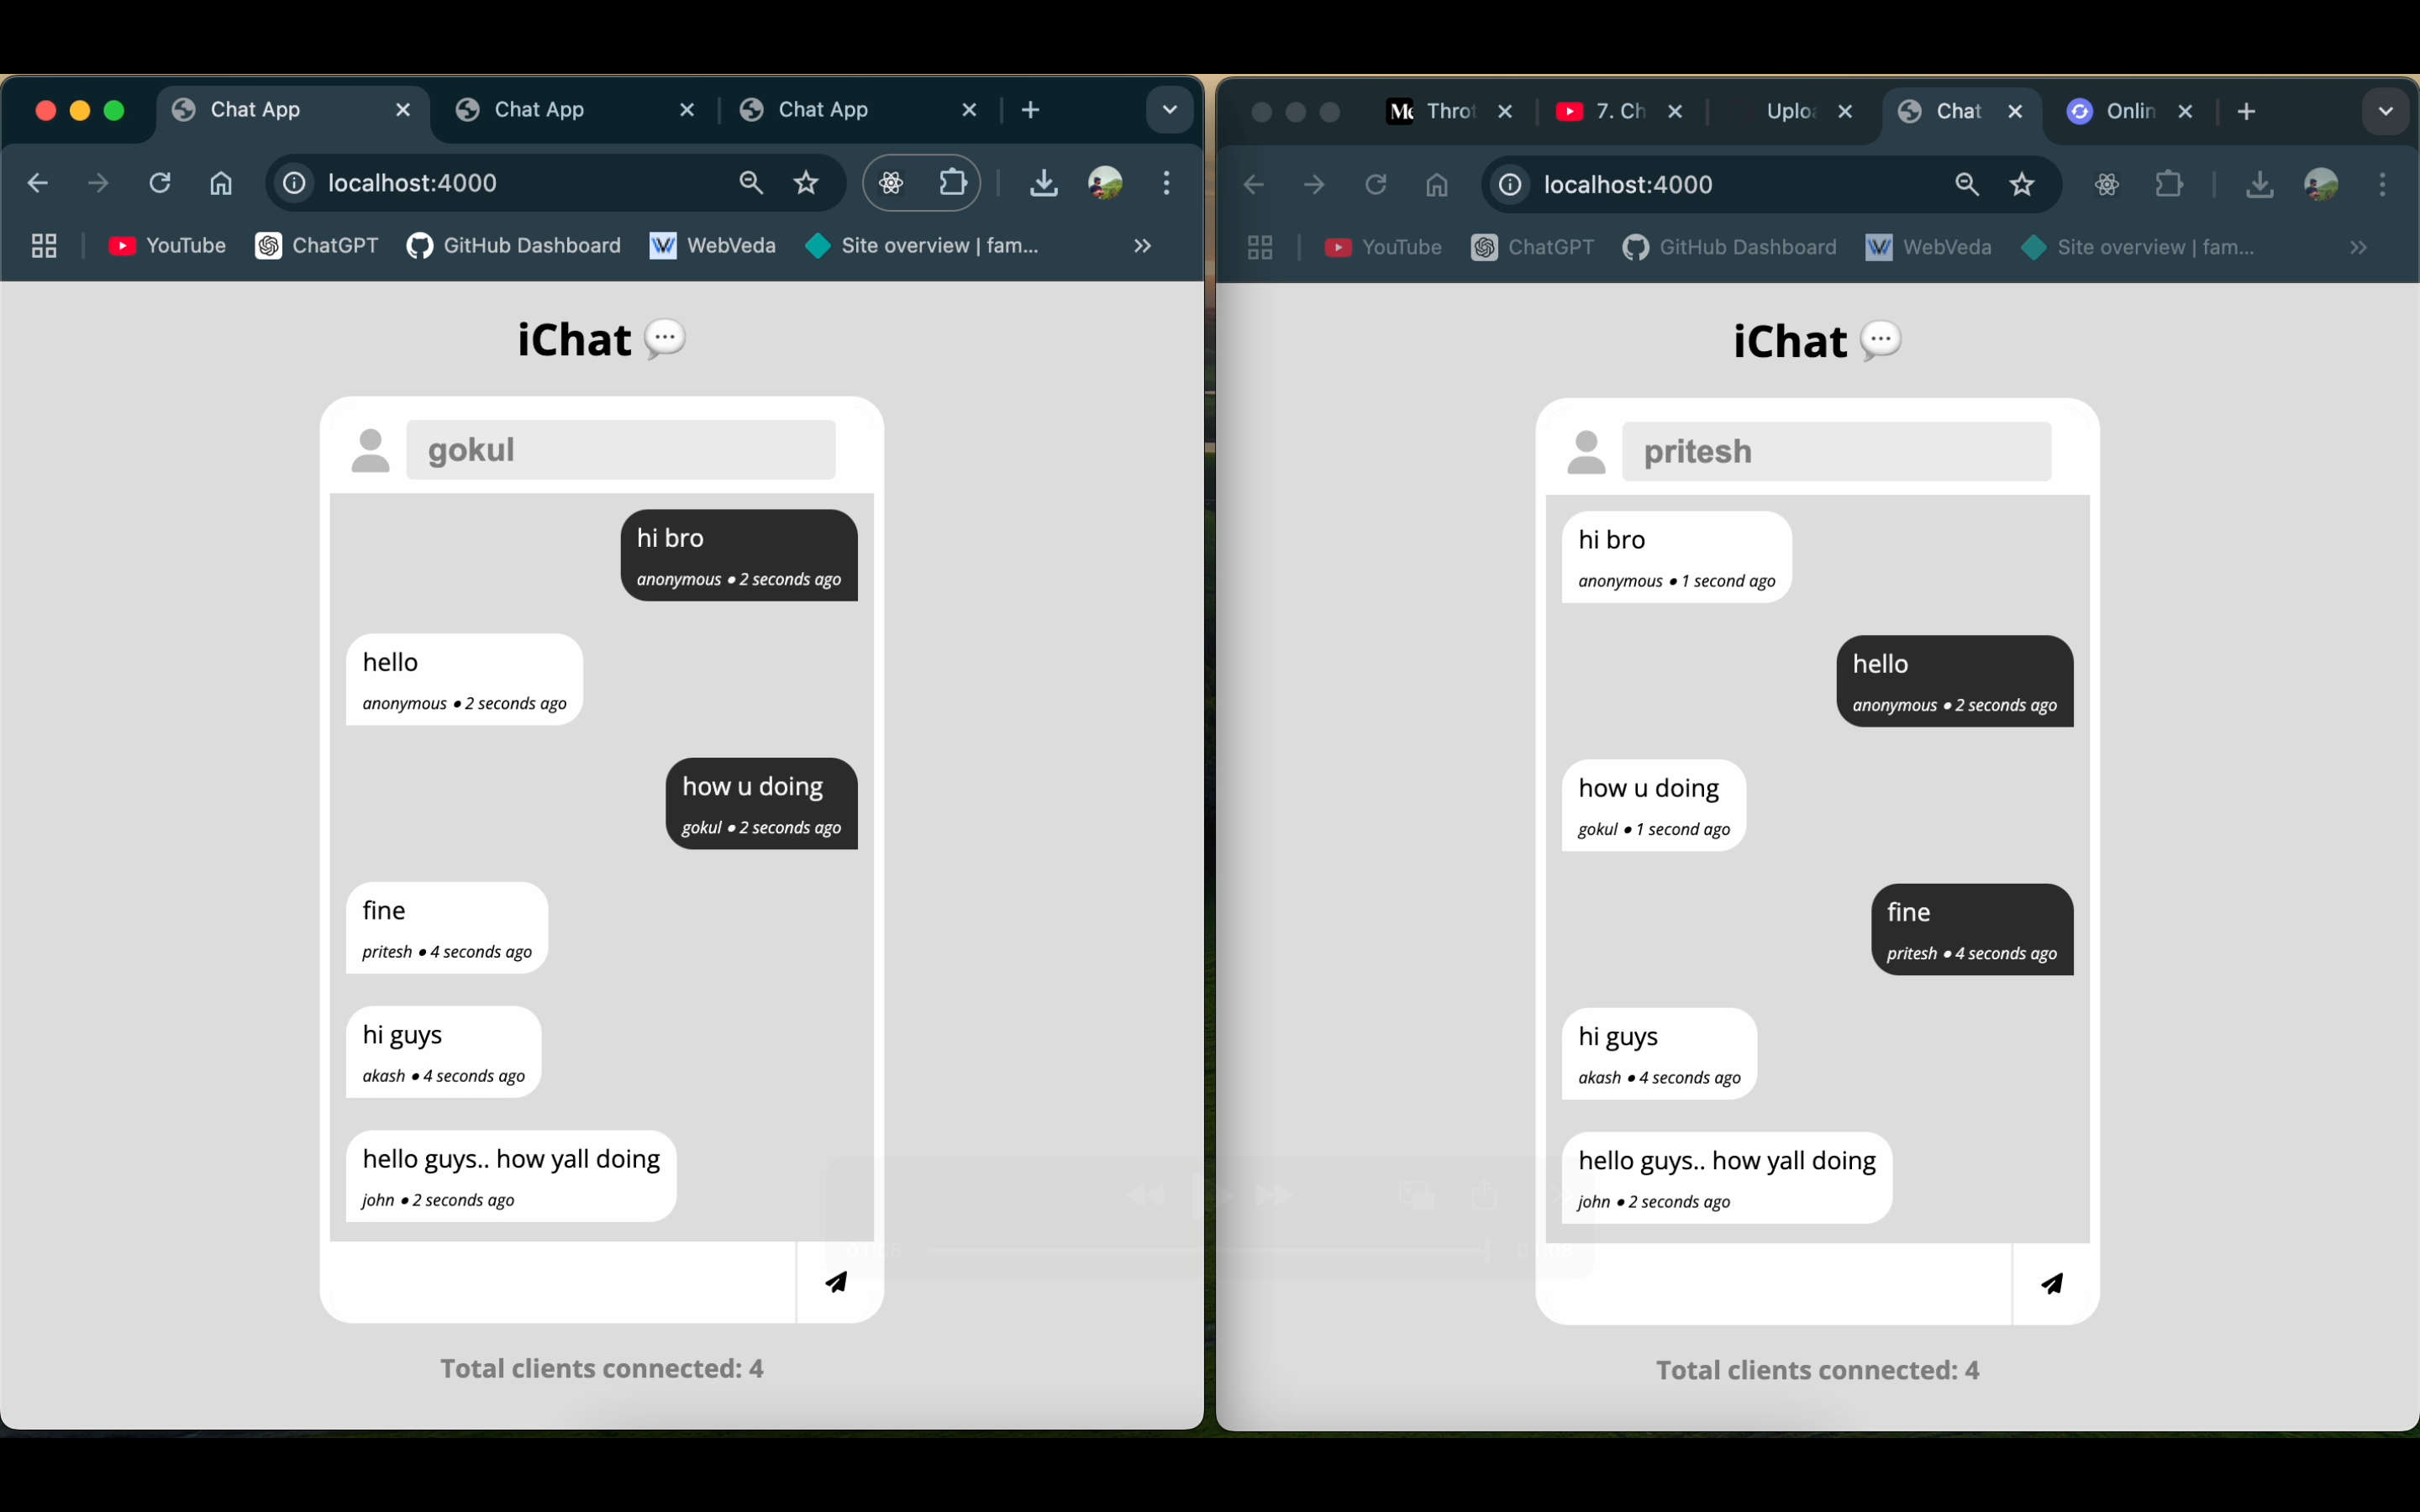 Chat App
Chat App
Chat App
localhost:4000
YouTube
ChatGPT
GitHub Dashboard
WebVeda
Site overview | fam...
iChat
gokul
hi bro
anonymous • 2 seconds ago
hello
anonymous • 2 seconds ago
how u doing
gokul • 2 seconds ago
fine
pritesh • 4 seconds ago
hi guys
akash • 4 seconds ago
hello guys.. how yall doing
john • 2 seconds ago
Total clients connected: 4
Throt
7. Ch
Uploa
Chat
Onlin
localhost:4000
YouTube
ChatGPT
GitHub Dashboard
WebVeda
Site overview | fam...
iChat
pritesh
hi bro
anonymous • 1 second ago
hello
anonymous • 2 seconds ago
how u doing
gokul • 1 second ago
fine
pritesh • 4 seconds ago
hi guys
akash • 4 seconds ago
hello guys.. how yall doing
john • 2 seconds ago
Total clients connected: 4